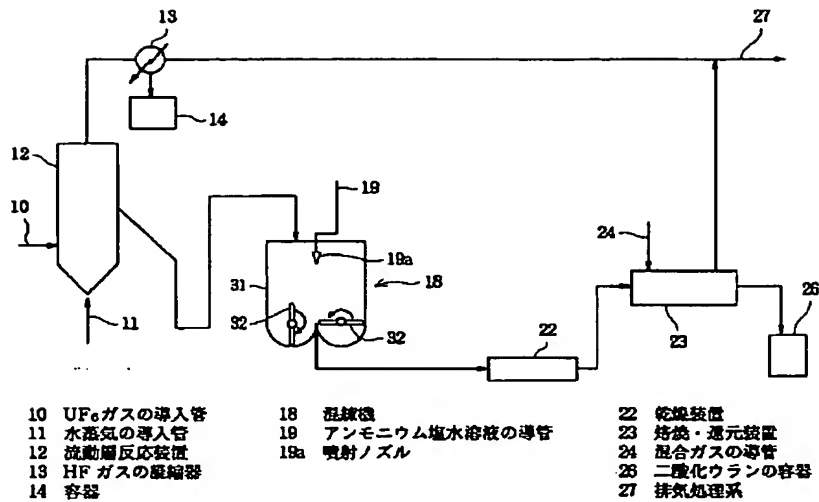 13
27
12
14
19
10
24
19a
31
18
32
32
26
22
23
11
10 UF₆ガスの導入管
11 水蒸気の導入管
12 流動層反応装置
13 HF ガスの凝縮器
14 容器
18 混練機
19 アンモニウム塩水溶液の導管
19a 噴射ノズル
22 乾燥装置
23 焙焼・還元装置
24 混合ガスの導管
26 二酸化ウランの容器
27 排気処理系